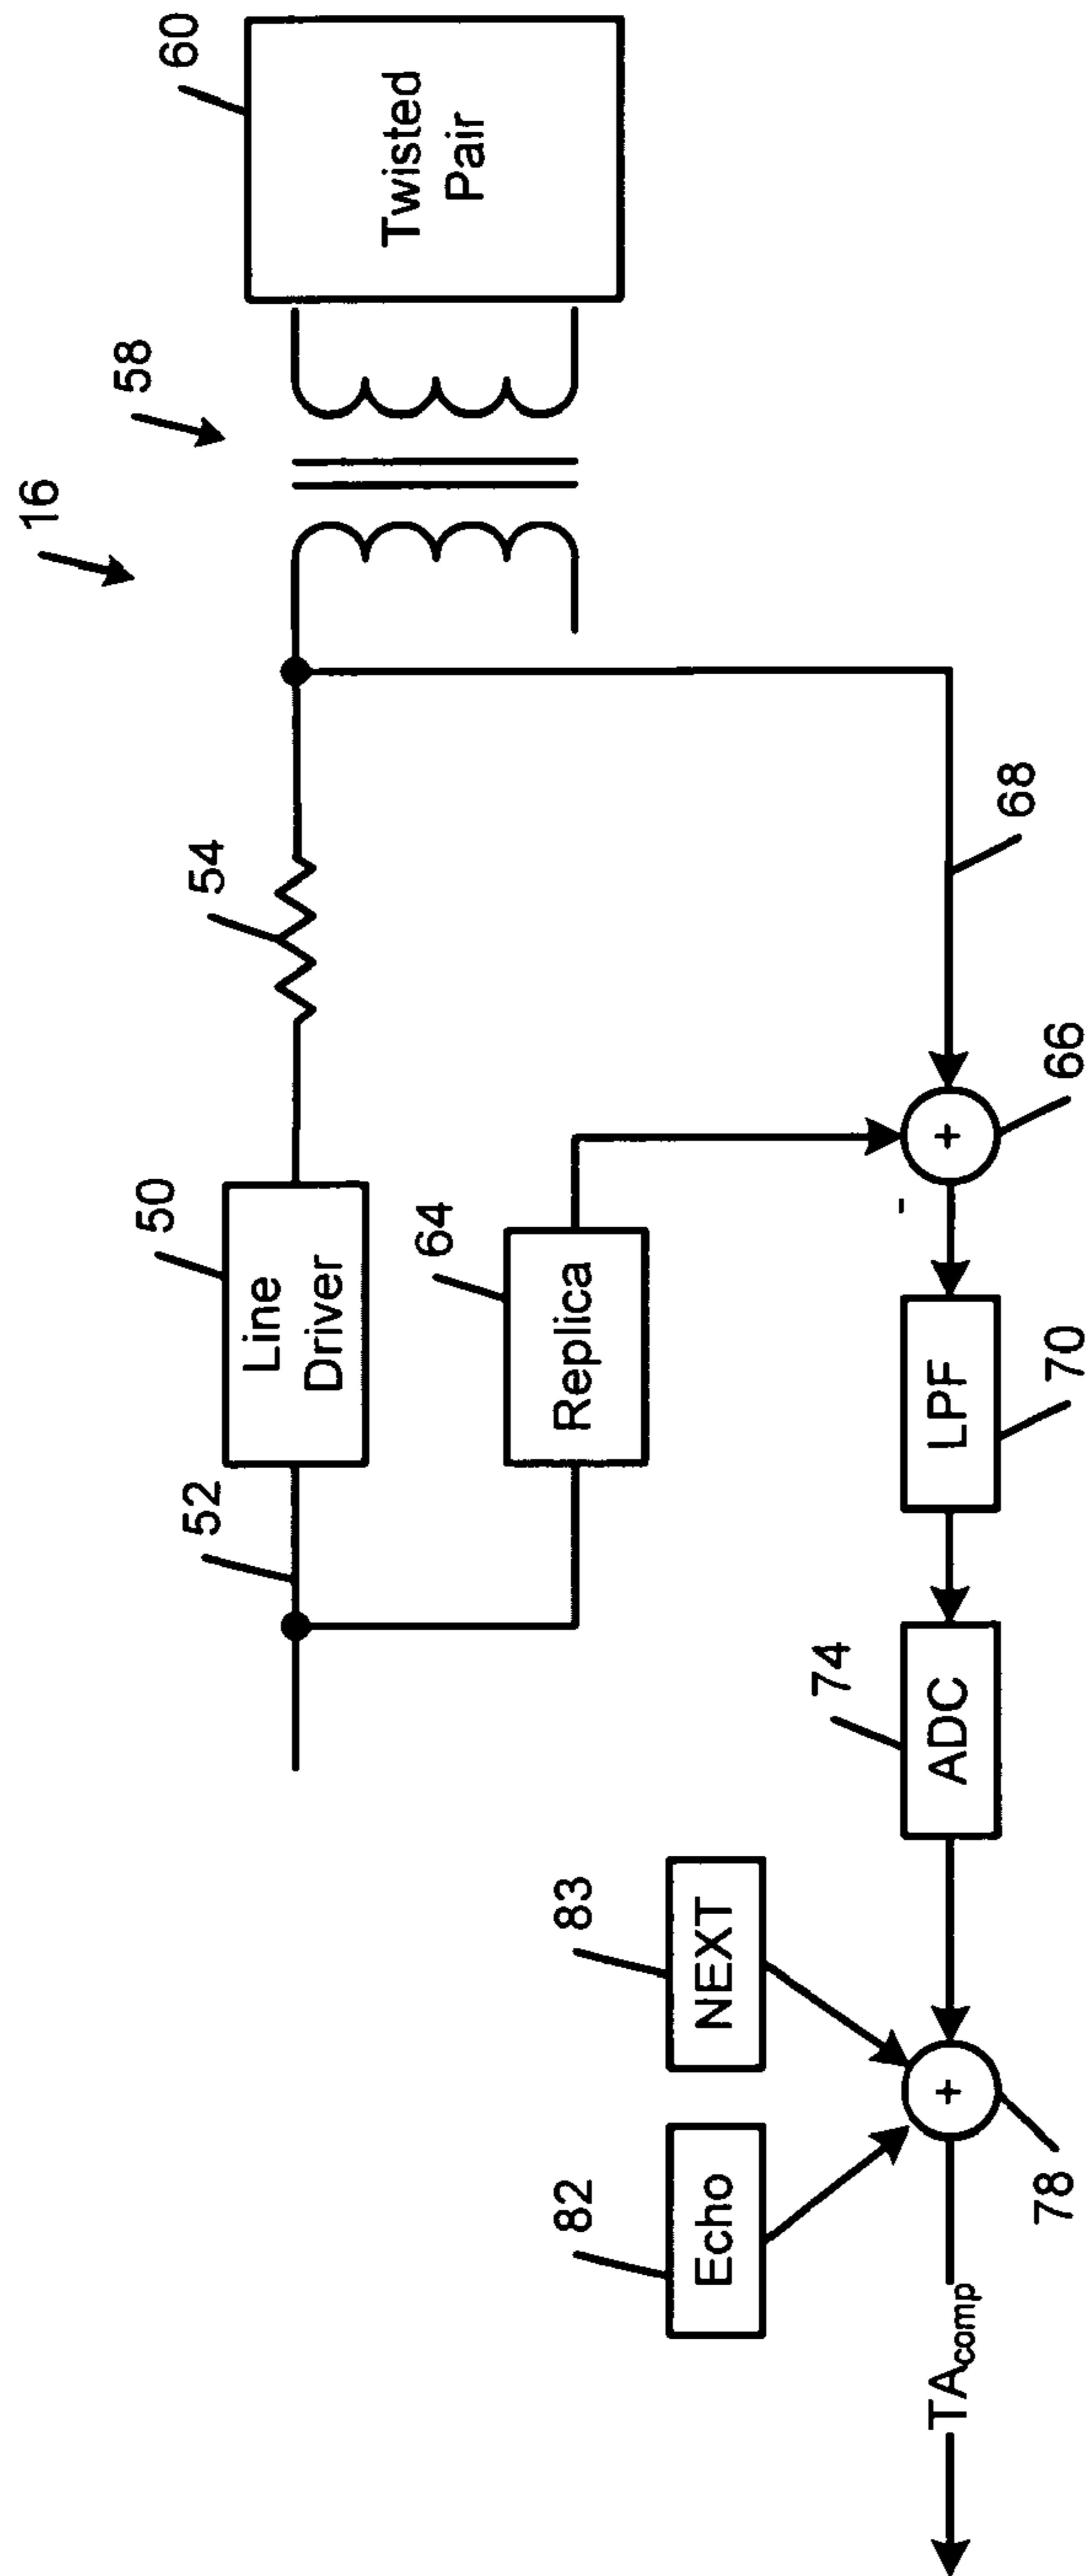 16
58
60
Twisted
Pair
54
50
Line
Driver
52
64
Replica
68
66
+
-
70
LPF
74
ADC
83
NEXT
82
Echo
+
78
TAcomp